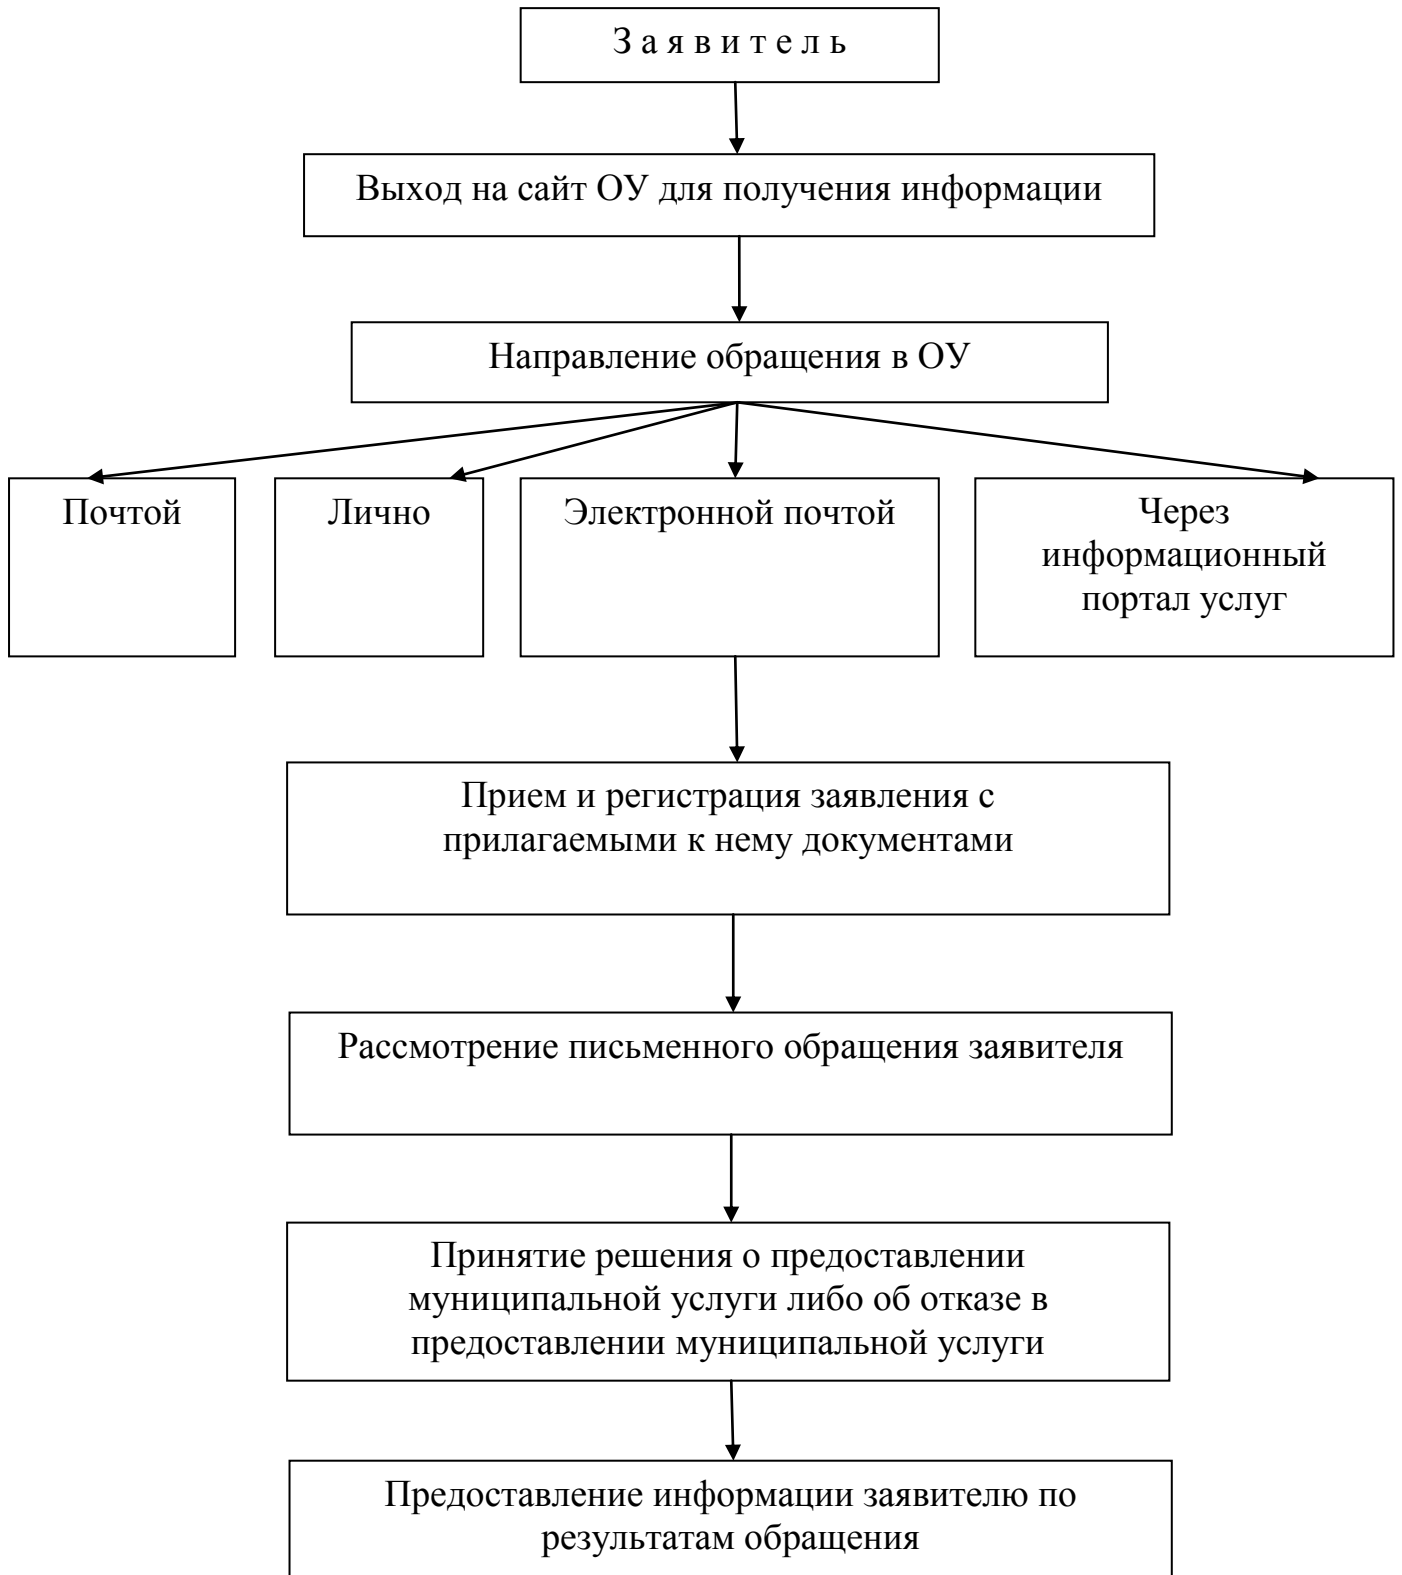 З а я в и т е л ь
Выход на сайт ОУ для получения информации
Направление обращения в ОУ
Почтой
Лично
Электронной почтой
Через
информационный
портал услуг
Прием и регистрация заявления с
прилагаемыми к нему документами
Рассмотрение письменного обращения заявителя
Принятие решения о предоставлении
муниципальной услуги либо об отказе в
предоставлении муниципальной услуги
Предоставление информации заявителю по
результатам обращения